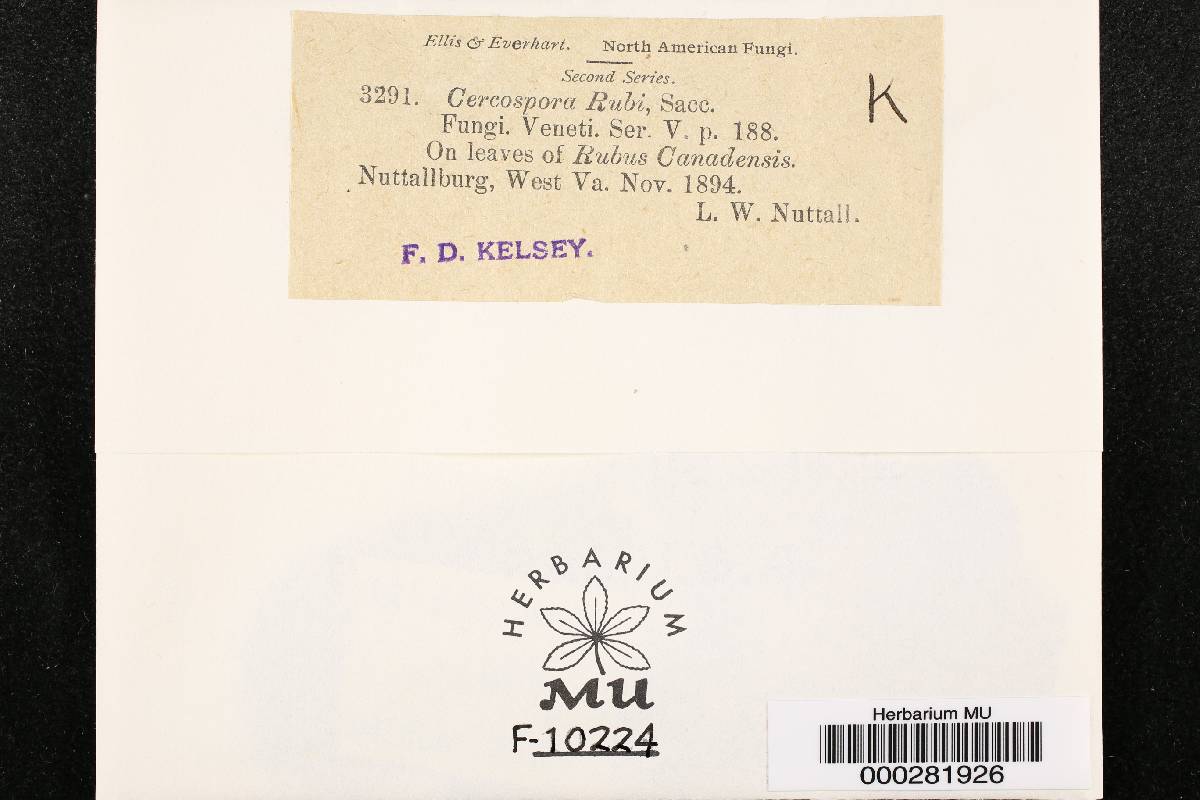 Ellis & Everhart. North American Fungi.
Second Series.
3291. Cercospora Rubi, Sacc.
Fungi. Veneti. Ser. V. p. 188.
On leaves of Rubus Canadensis.
Nuttallburg, West Va. Nov. 1894.
L. W. Nuttall.
F. D. KELSEY.
K
HERBARIUM
MU
F-10224
Herbarium MU
000281926